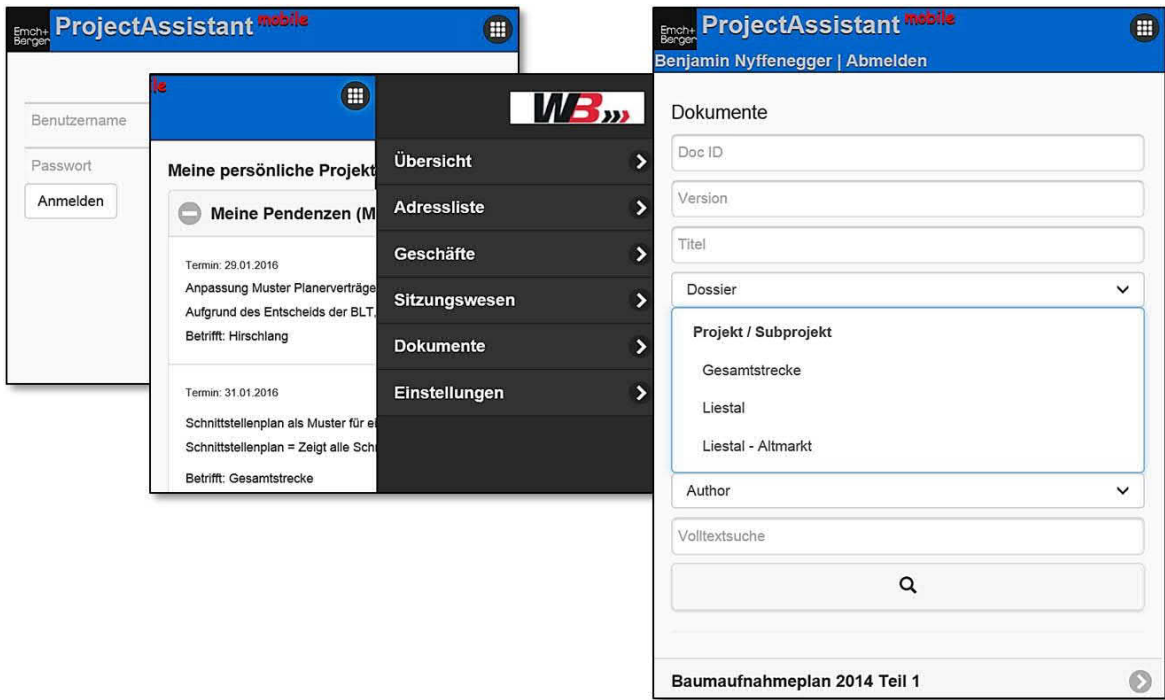 Emch+
Berger
ProjectAssistant mobile
Benutzername
Passwort
Anmelden
le
Meine persönliche Projekt
Meine Pendenzen (M
Termin: 29.01.2016
Anpassung Muster Planerverträge
Aufgrund des Entscheids der BLT,
Betrifft: Hirschlang
Termin: 31.01.2016
Schnittstellenplan als Muster für ei
Schnittstellenplan = Zeigt alle Schn
Betrifft: Gesamtstrecke
WB
Übersicht
Adressliste
Geschäfte
Sitzungswesen
Dokumente
Einstellungen
Emch+
Berger
ProjectAssistant mobile
Benjamin Nyffenegger | Abmelden
Dokumente
Doc ID
Version
Titel
Dossier
Projekt / Subprojekt
Gesamtstrecke
Liestal
Liestal - Altmarkt
Author
Volltextsuche
Baumaufnahmeplan 2014 Teil 1